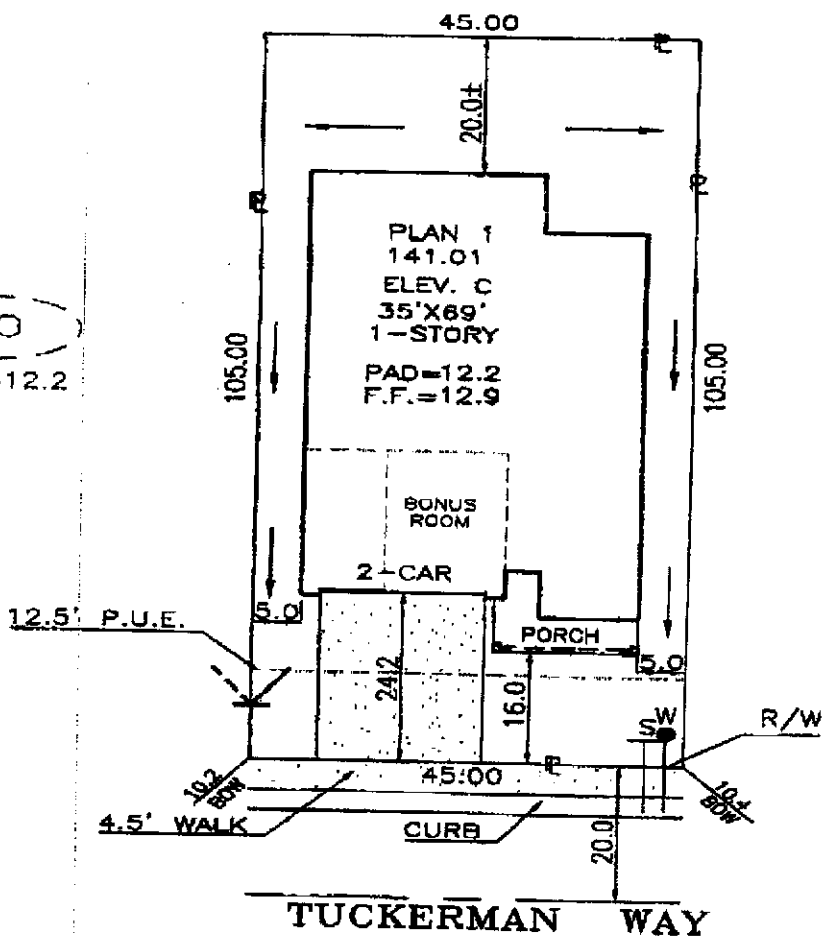 45.00
20.0±
PLAN 1
141.01
ELEV. C
35'X69'
1-STORY
PAD=12.2
F.F.=12.9
12.2
105.00
105.00
BONUS
ROOM
2-CAR
12.5' P.U.E.
5.0
PORCH
5.0
24.2
16.0
S W
R/W
10.2
BOW
45.00
10.4
BOW
4.5' WALK
CURB
20.0
TUCKERMAN WAY